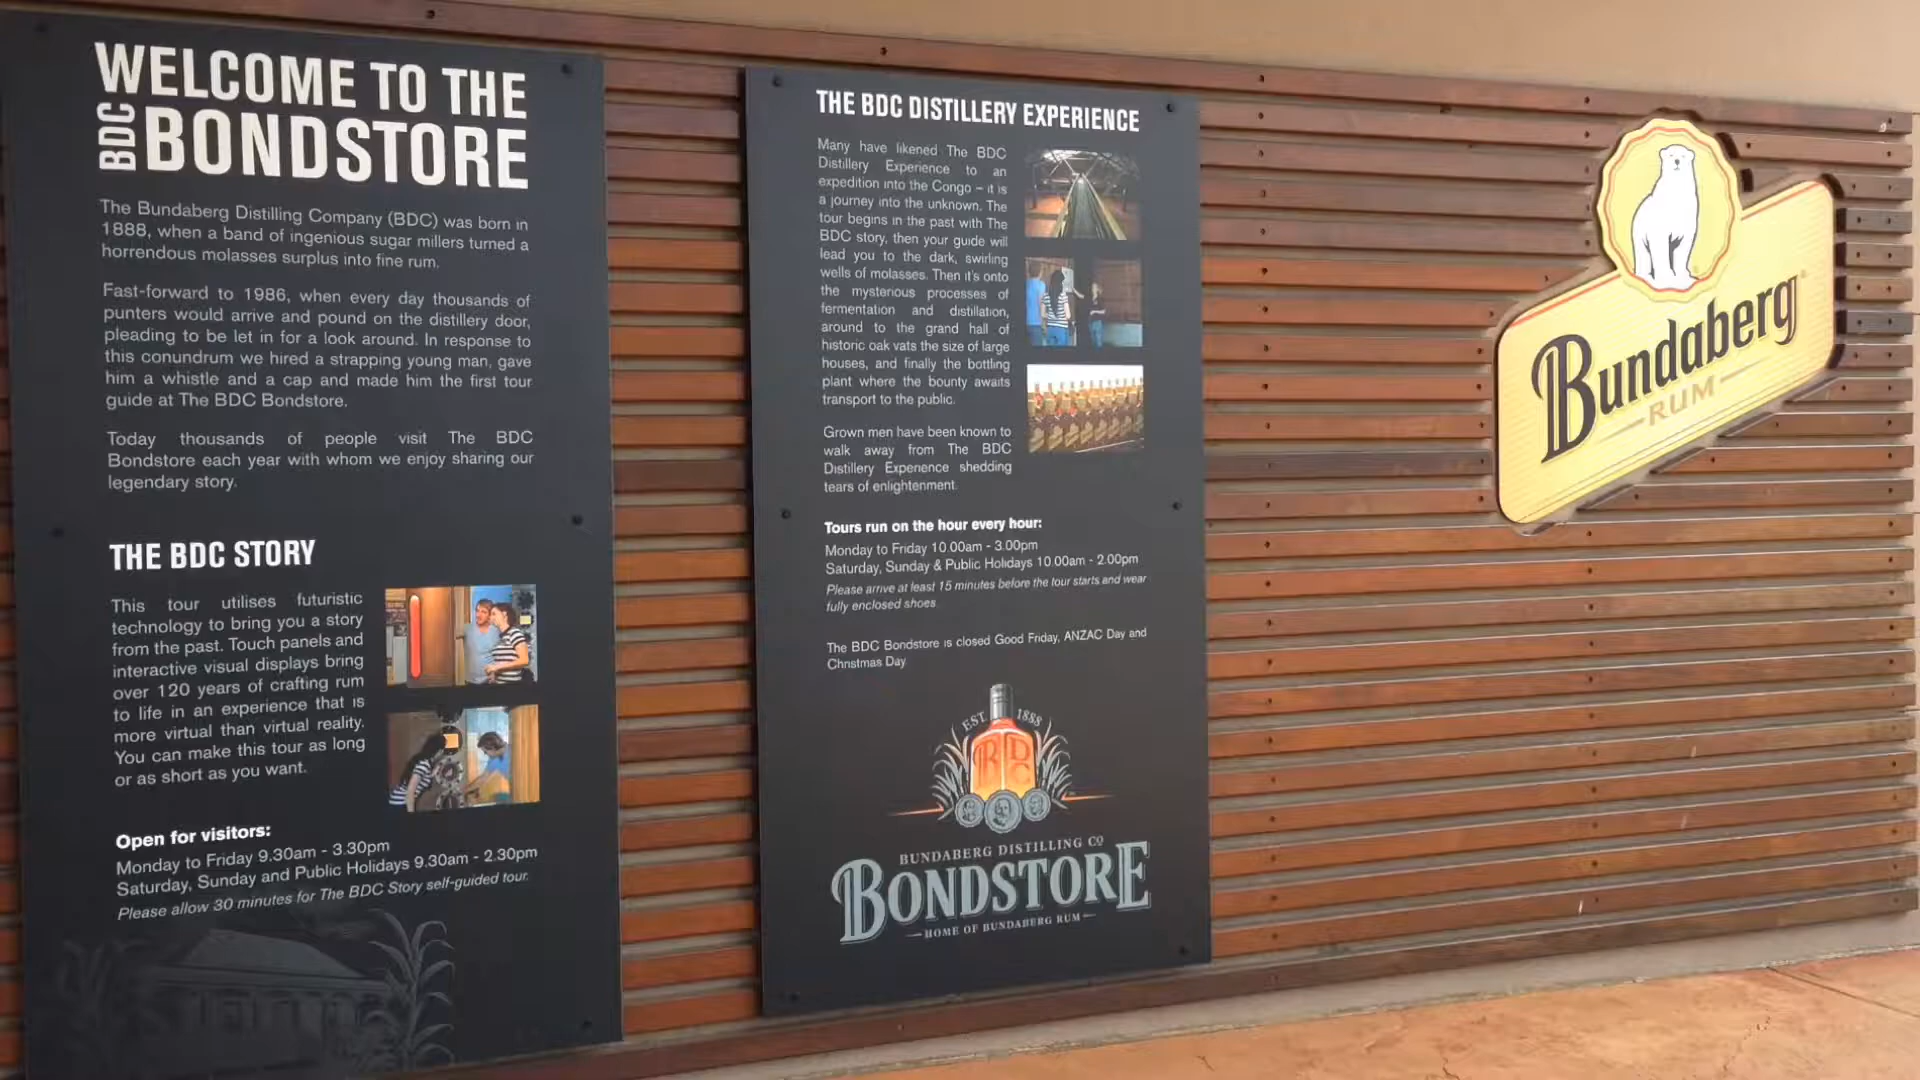 WELCOME TO THE
BDC BONDSTORE
The Bundaberg Distilling Company (BDC) was born in
1888, when a band of ingenious sugar millers turned a
horrendous molasses surplus into fine rum.
Fast-forward to 1986, when every day thousands of
punters would arrive and pound on the distillery door,
pleading to be let in for a look around. In response to
this conundrum we hired a strapping young man, gave
him a whistle and a cap and made him the first tour
guide at The BDC Bondstore.
Today thousands of people visit The BDC
Bondstore each year with whom we enjoy sharing our
legendary story.
THE BDC STORY
This tour utilises futuristic
technology to bring you a story
from the past. Touch panels and
interactive visual displays bring
over 120 years of crafting rum
to life in an experience that is
more virtual than virtual reality.
You can make this tour as long
or as short as you want.
Open for visitors:
Monday to Friday 9.30am - 3.30pm
Saturday, Sunday and Public Holidays 9.30am - 2.30pm
Please allow 30 minutes for The BDC Story self-guided tour.
THE BDC DISTILLERY EXPERIENCE
Many have likened The BDC
Distillery Experience to an
expedition into the Congo – it is
a journey into the unknown. The
tour begins in the past with The
BDC story, then your guide will
lead you to the dark, swirling
wells of molasses. Then it's onto
the mysterious processes of
fermentation and distillation,
around to the grand hall of
historic oak vats the size of large
houses, and finally the bottling
plant where the bounty awaits
transport to the public.
Grown men have been known to
walk away from The BDC
Distillery Experience shedding
tears of enlightenment.
Tours run on the hour every hour:
Monday to Friday 10.00am - 3.00pm
Saturday, Sunday & Public Holidays 10.00am - 2.00pm
Please arrive at least 15 minutes before the tour starts and wear
fully enclosed shoes
The BDC Bondstore is closed Good Friday, ANZAC Day and
Christmas Day
EST. 1888
BDC
BUNDABERG DISTILLING CO
BONDSTORE
HOME OF BUNDABERG RUM
Bundaberg
RUM